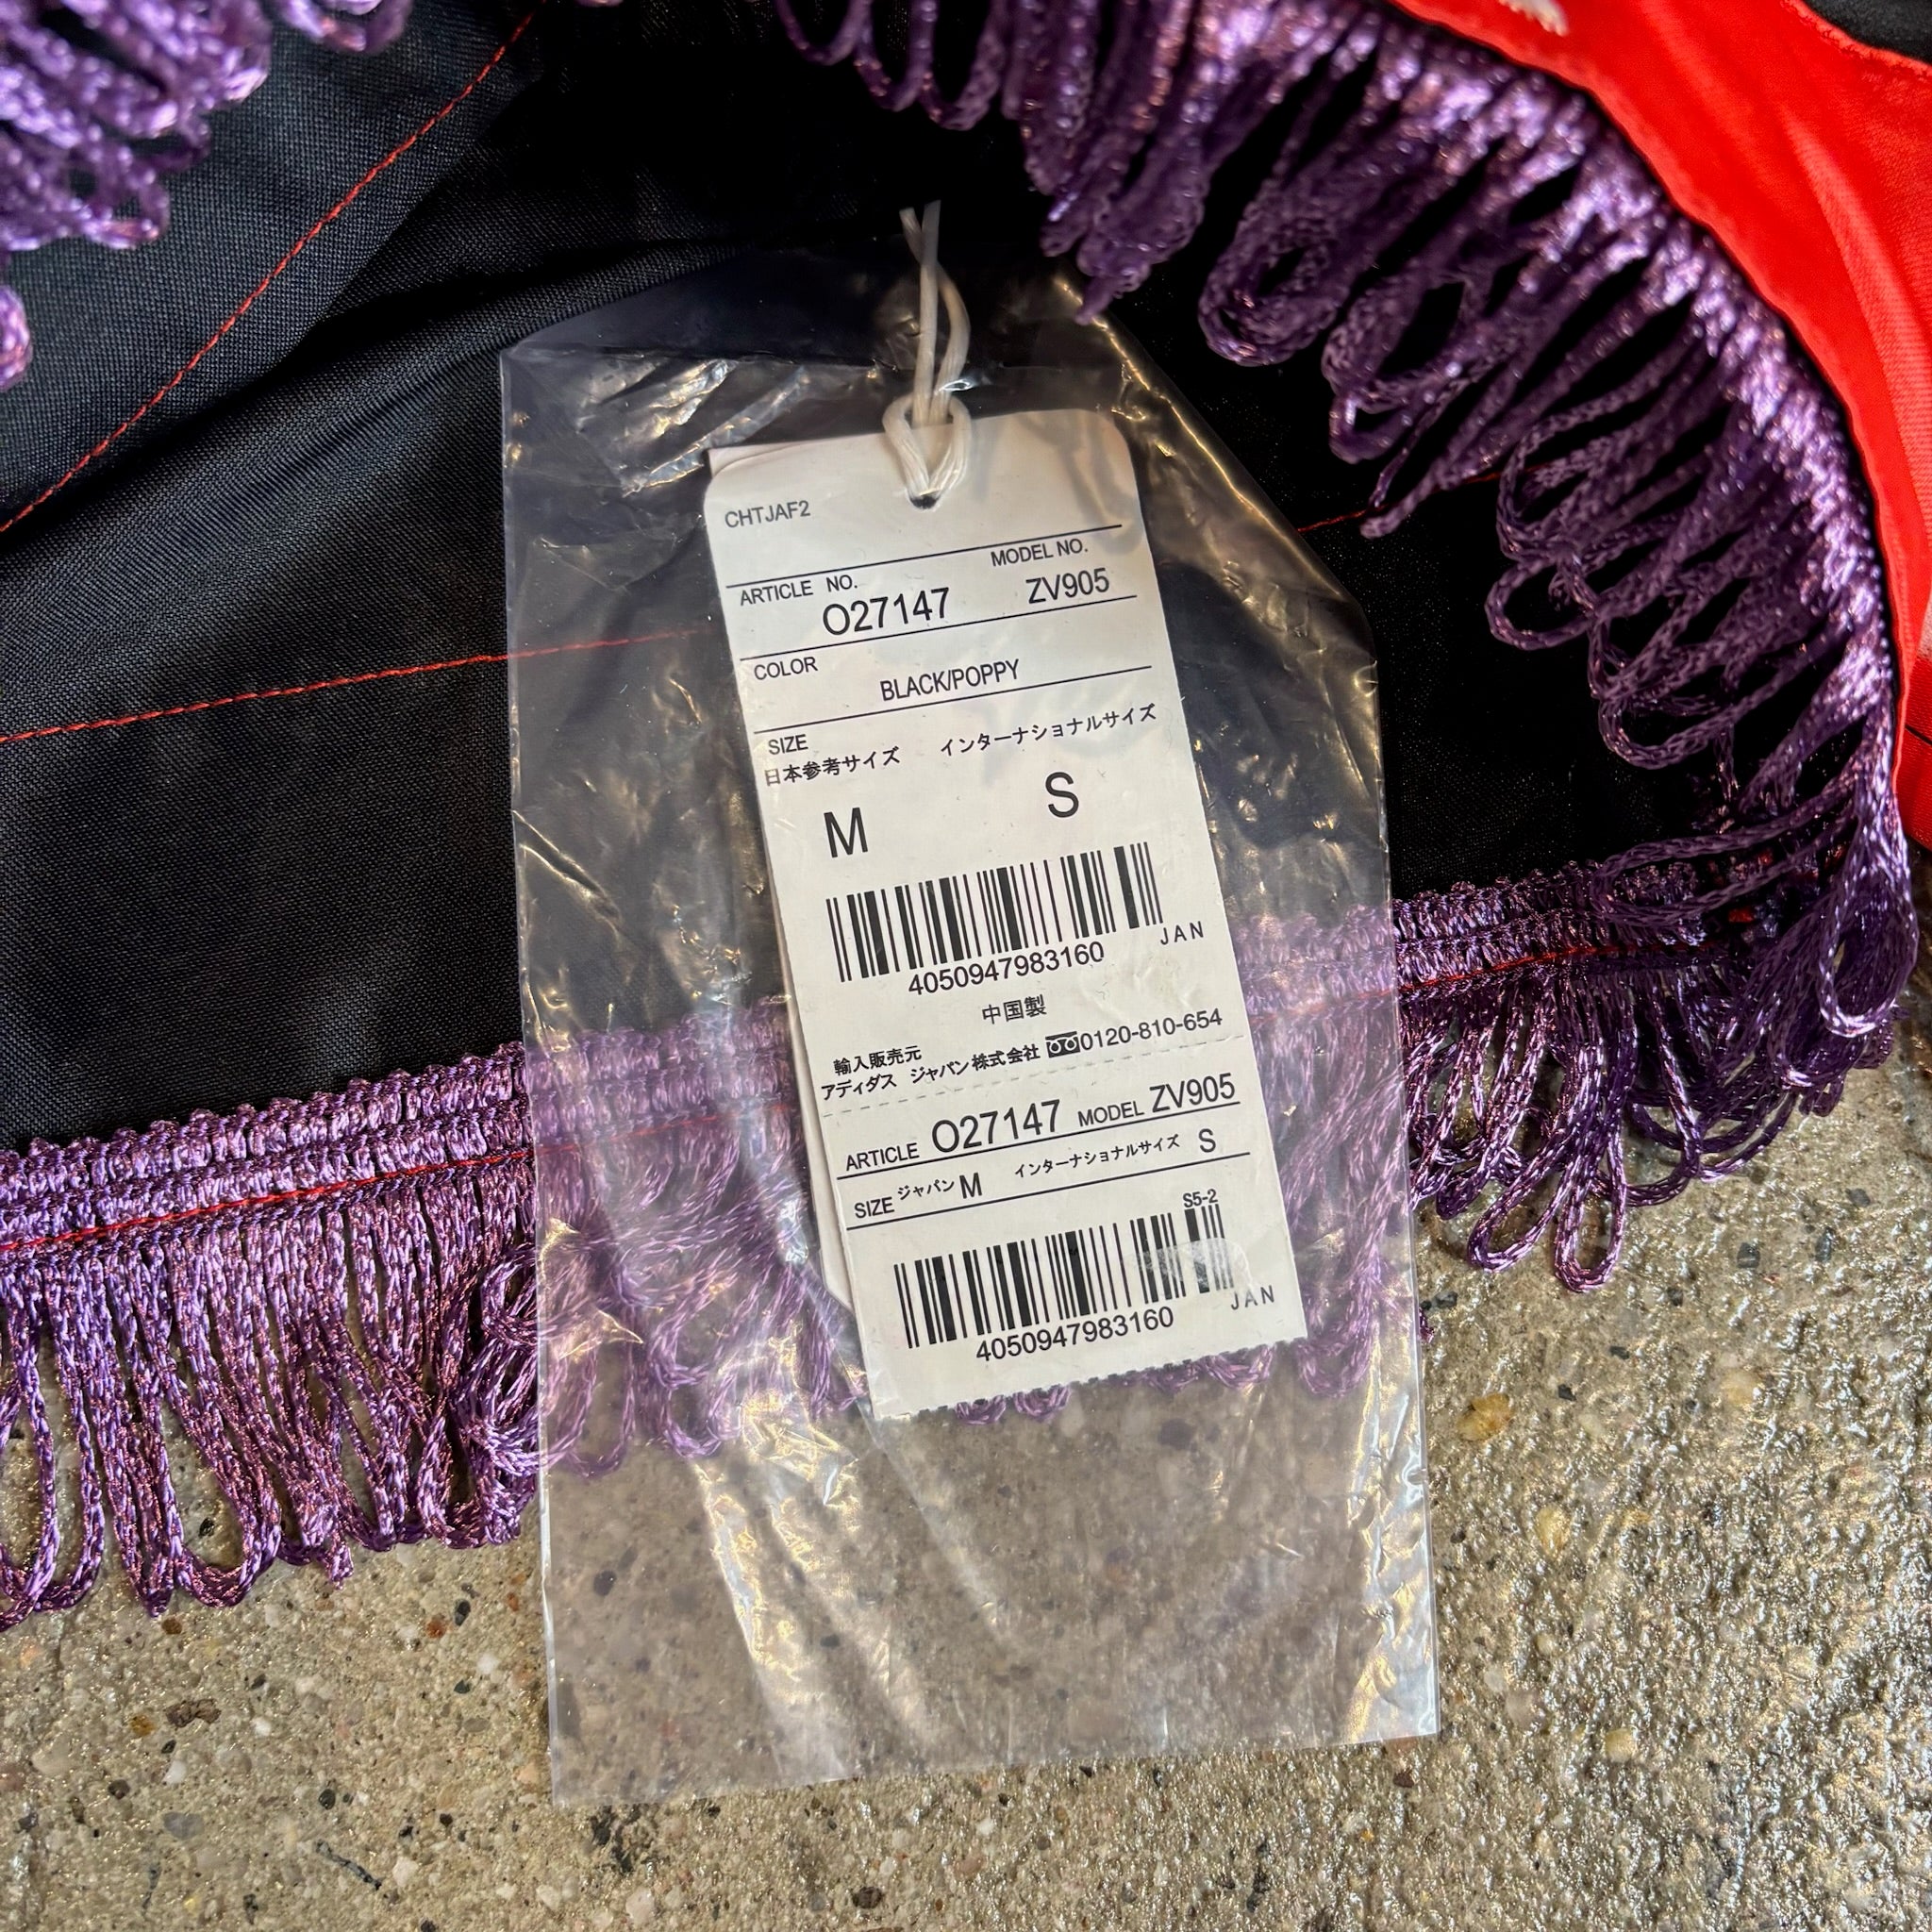 CHTJAF2
ARTICLE NO. MODEL NO.
O27147 ZV905
COLOR
BLACK/POPPY
SIZE
日本参考サイズ インターナショナルサイズ
M S
JAN
4050947983160
中国製
輸入販売元
アディダス ジャパン株式会社 0120-810-654
ARTICLE O27147 MODEL ZV905
SIZE ジャパン M インターナショナルサイズ S
S5-2
JAN
4050947983160